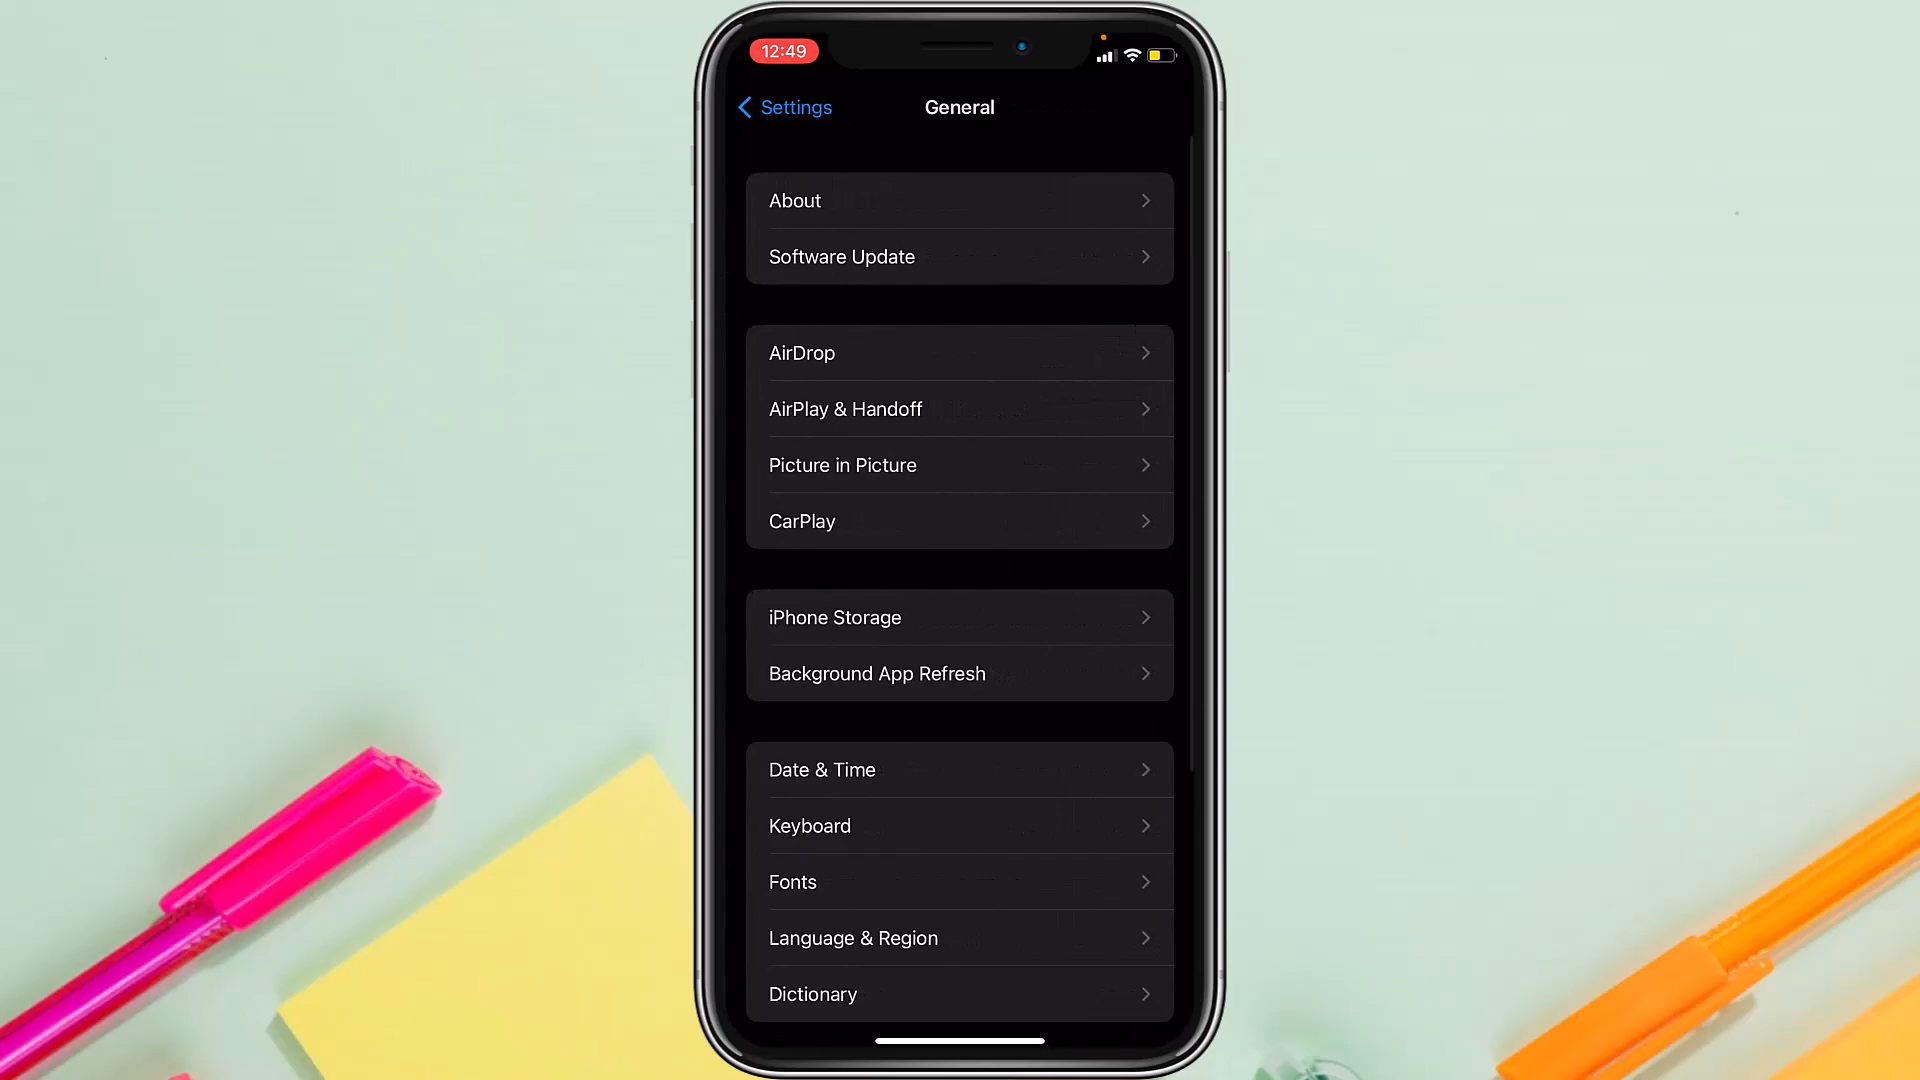 12:49
Settings
General
About
Software Update
AirDrop
AirPlay & Handoff
Picture in Picture
CarPlay
iPhone Storage
Background App Refresh
Date & Time
Keyboard
Fonts
Language & Region
Dictionary